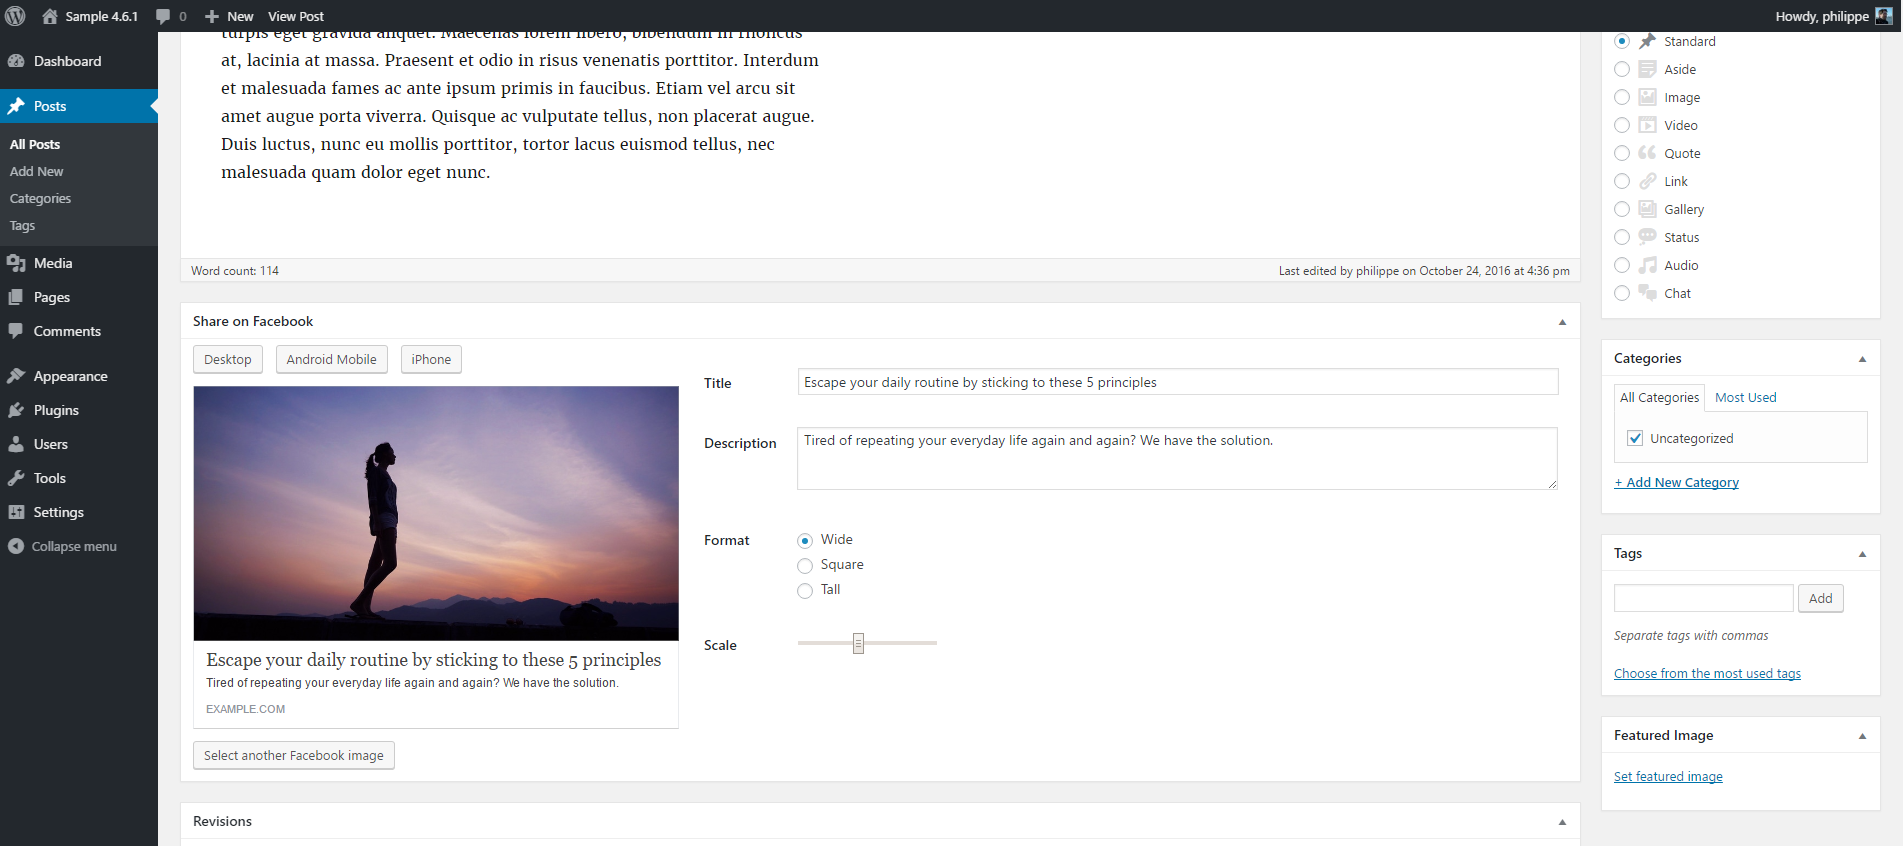 Sample 4.6.1
0
New
View Post
Howdy, philippe
Dashboard
Posts
All Posts
Add New
Categories
Tags
Media
Pages
Comments
Appearance
Plugins
Users
Tools
Settings
Collapse menu
turpis eget gravida aliquet. Maecenas lorem libero, bibendum in rhoncus
at, lacinia at massa. Praesent et odio in risus venenatis porttitor. Interdum
et malesuada fames ac ante ipsum primis in faucibus. Etiam vel arcu sit
amet augue porta viverra. Quisque ac vulputate tellus, non placerat augue.
Duis luctus, nunc eu mollis porttitor, tortor lacus euismod tellus, nec
malesuada quam dolor eget nunc.
Word count: 114
Last edited by philippe on October 24, 2016 at 4:36 pm
Share on Facebook
Desktop
Android Mobile
iPhone
Escape your daily routine by sticking to these 5 principles
Tired of repeating your everyday life again and again? We have the solution.
EXAMPLE.COM
Select another Facebook image
Title
Escape your daily routine by sticking to these 5 principles
Description
Tired of repeating your everyday life again and again? We have the solution.
Format
Wide
Square
Tall
Scale
Revisions
Standard
Aside
Image
Video
Quote
Link
Gallery
Status
Audio
Chat
Categories
All Categories
Most Used
Uncategorized
+ Add New Category
Tags
Add
Separate tags with commas
Choose from the most used tags
Featured Image
Set featured image